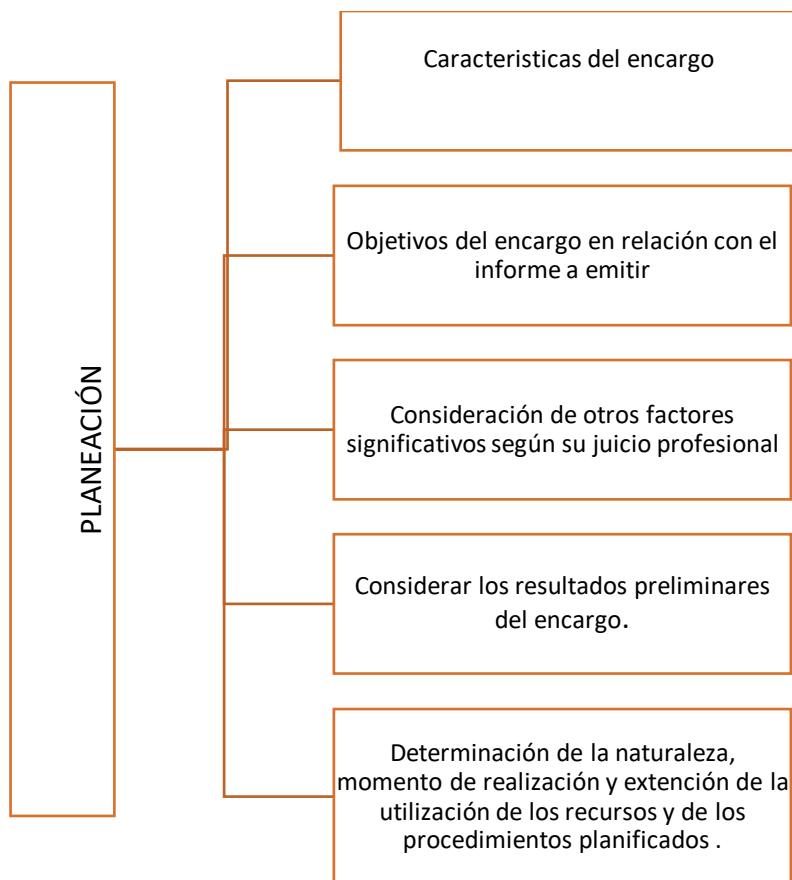 PLANEACIÓN
Caracteristicas del encargo
Objetivos del encargo en relación con el
informe a emitir
Consideración de otros factores
significativos según su juicio profesional
Considerar los resultados preliminares
del encargo.
Determinación de la naturaleza,
momento de realización y extención de la
utilización de los recursos y de los
procedimientos planificados .